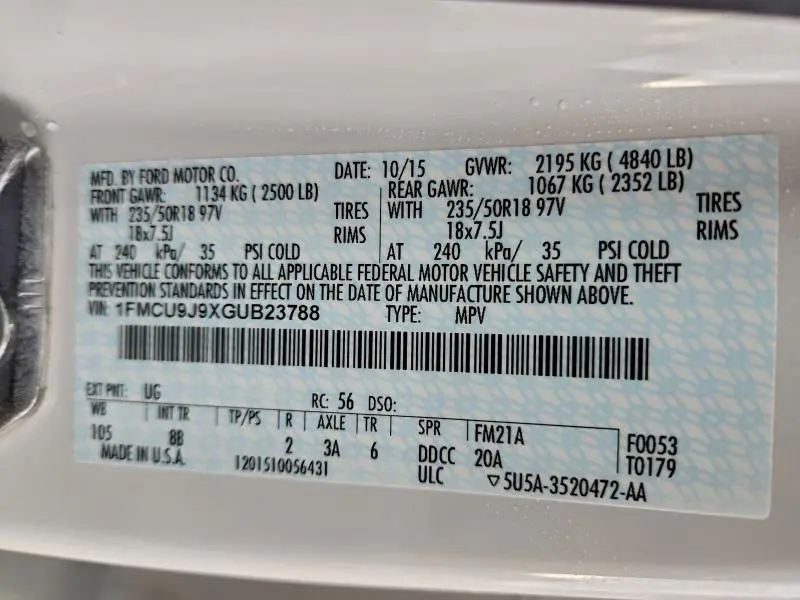 MFD. BY FORD MOTOR CO. DATE: 10/15 GVWR: 2195 KG ( 4840 LB)
FRONT GAWR: 1134 KG ( 2500 LB) REAR GAWR: 1067 KG ( 2352 LB)
WITH 235/50R18 97V TIRES WITH 235/50R18 97V TIRES
18x7.5J RIMS 18x7.5J RIMS
AT 240 kPa/ 35 PSI COLD AT 240 kPa/ 35 PSI COLD
THIS VEHICLE CONFORMS TO ALL APPLICABLE FEDERAL MOTOR VEHICLE SAFETY AND THEFT
PREVENTION STANDARDS IN EFFECT ON THE DATE OF MANUFACTURE SHOWN ABOVE.
VIN: 1FMCU9J9XGUB23788 TYPE: MPV
EXT PNT: UG RC: 56 DSO:
WB INT TR TP/PS R AXLE TR SPR FM21A F0053
105 8B 2 3A 6 DDCC 20A T0179
MADE IN U.S.A. 1201510056431 ULC ▽5U5A-3520472-AA